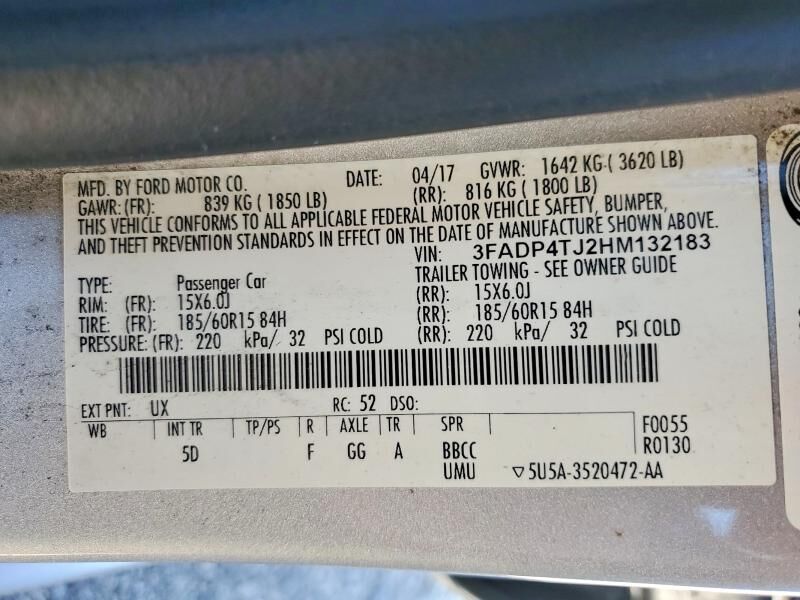 MFD. BY FORD MOTOR CO. DATE: 04/17 GVWR: 1642 KG ( 3620 LB)
GAWR: (FR): 839 KG ( 1850 LB) (RR): 816 KG ( 1800 LB)
THIS VEHICLE CONFORMS TO ALL APPLICABLE FEDERAL MOTOR VEHICLE SAFETY, BUMPER,
AND THEFT PREVENTION STANDARDS IN EFFECT ON THE DATE OF MANUFACTURE SHOWN ABOVE.
VIN: 3FADP4TJ2HM132183
TYPE: Passenger Car TRAILER TOWING - SEE OWNER GUIDE
RIM: (FR): 15X6.0J (RR): 15X6.0J
TIRE: (FR): 185/60R15 84H (RR): 185/60R15 84H
PRESSURE: (FR): 220 kPa/ 32 PSI COLD (RR): 220 kPa/ 32 PSI COLD
EXT PNT: UX RC: 52 DSO:
WB INT TR TP/PS R AXLE TR SPR F0055
5D F GG A BBCC R0130
UMU ▽5U5A-3520472-AA